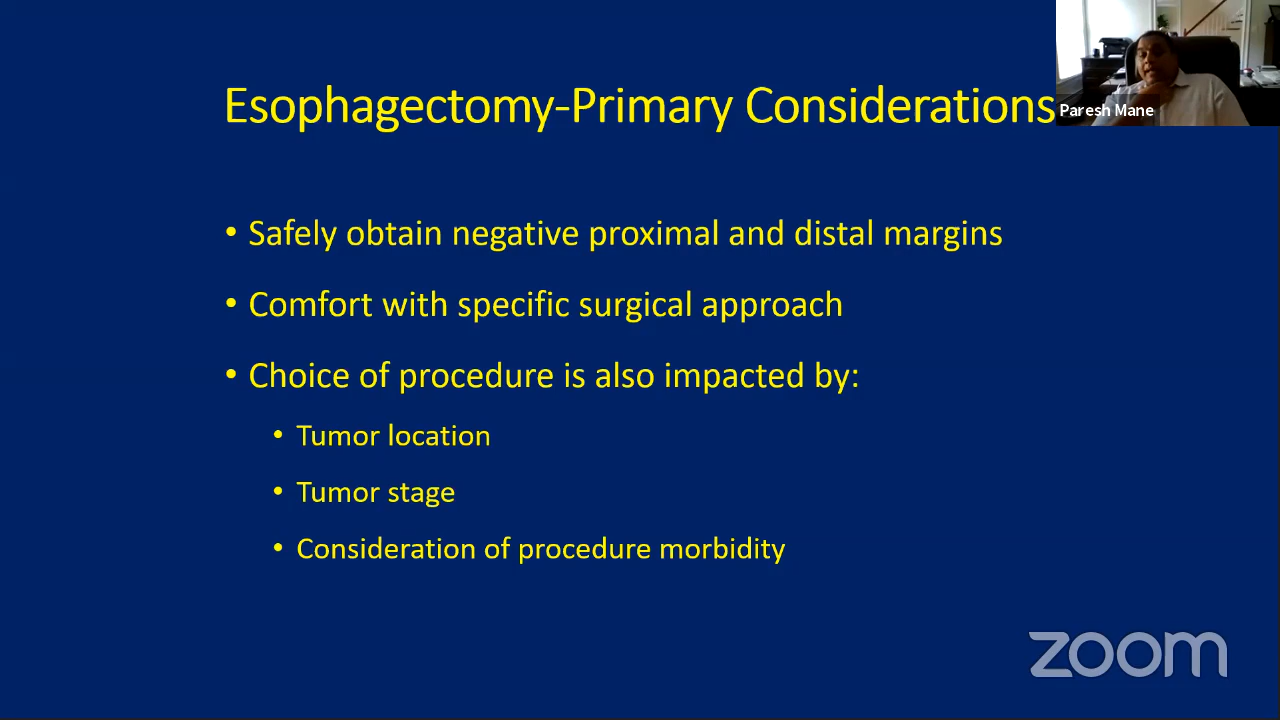 Esophagectomy-Primary Considerations
Paresh Mane
• Safely obtain negative proximal and distal margins
• Comfort with specific surgical approach
• Choice of procedure is also impacted by:
• Tumor location
• Tumor stage
• Consideration of procedure morbidity
zoom